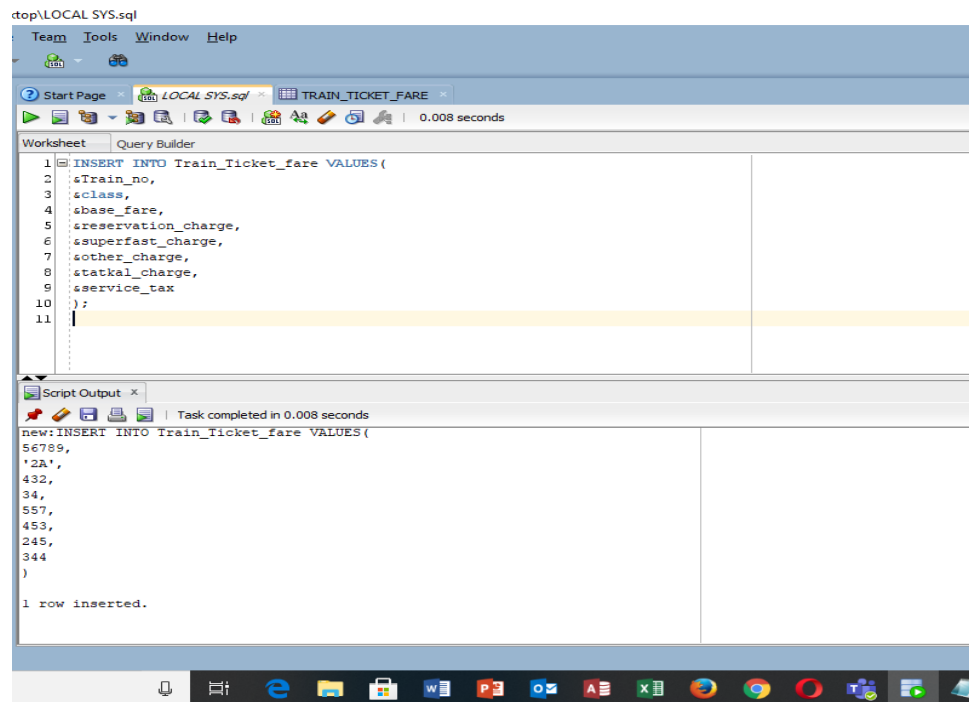 ktop\LOCAL SYS.sql
Team Tools Window Help
Start Page LOCAL SYS.sql TRAIN_TICKET_FARE
0.008 seconds
Worksheet Query Builder
1 INSERT INTO Train_Ticket_fare VALUES(
2 &Train_no,
3 &class,
4 &base_fare,
5 &reservation_charge,
6 &superfast_charge,
7 &other_charge,
8 &tatkal_charge,
9 &service_tax
10 );
11
Script Output
Task completed in 0.008 seconds
new:INSERT INTO Train_Ticket_fare VALUES(
56789,
'2A',
432,
34,
557,
453,
245,
344
)
1 row inserted.